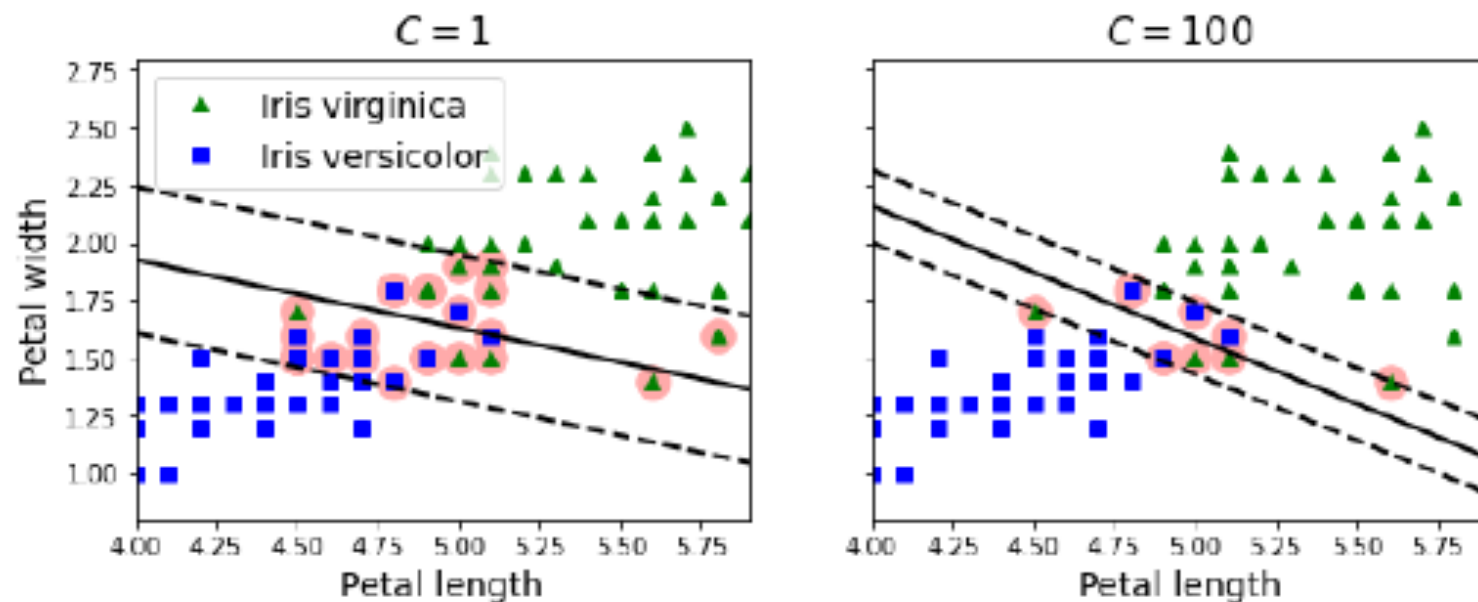 C = 1
C = 100
Iris virginica
Iris versicolor
2.75
2.50
2.25
2.00
1.75
1.50
1.25
1.00
Petal width
4.00 4.25 4.50 4.75 5.00 5.25 5.50 5.75
4.00 4.25 4.50 4.75 5.00 5.25 5.50 5.75
Petal length
Petal length